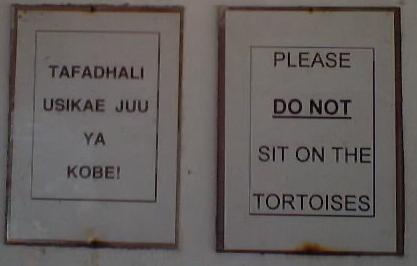 TAFADHALI
USIKAE JUU
YA
KOBE!
PLEASE
DO NOT
SIT ON THE
TORTOISES